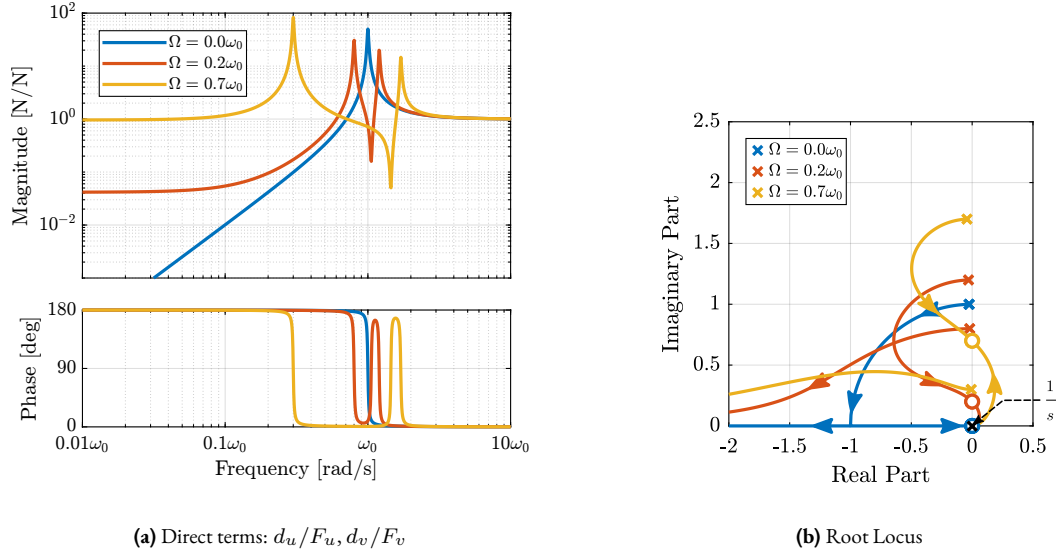 10^2
10^0
10^{-2}
Magnitude [N/N]
Ω = 0.0ω_0
Ω = 0.2ω_0
Ω = 0.7ω_0
180
90
0
Phase [deg]
0.01ω_0 0.1ω_0 ω_0 10ω_0
Frequency [rad/s]
2.5
2
1.5
1
0.5
0
Imaginary Part
Ω = 0.0ω_0
Ω = 0.2ω_0
Ω = 0.7ω_0
1/s
-2 -1 -0.5 0 0.5
Real Part
(a) Direct terms: d_u/F_u, d_v/F_v
(b) Root Locus